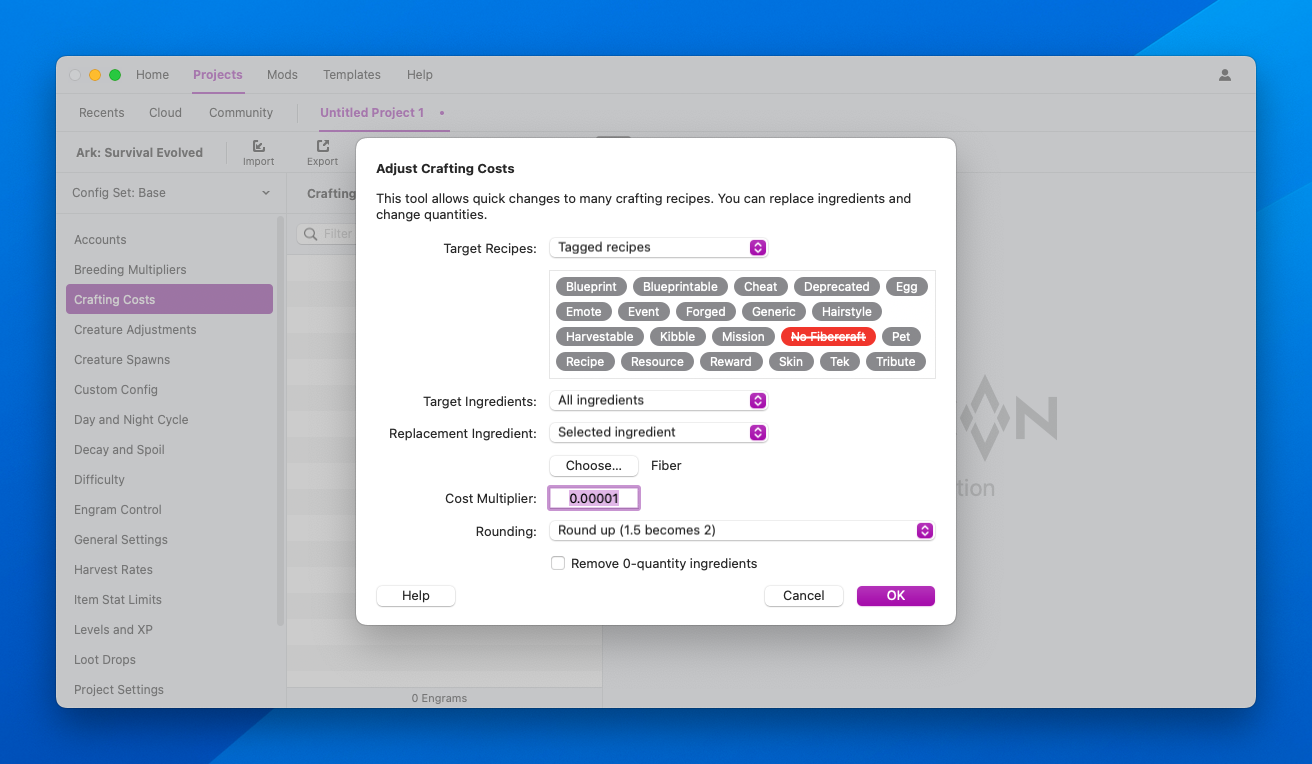 Home Projects Mods Templates Help
Recents Cloud Community Untitled Project 1 •
Ark: Survival Evolved Import Export
Config Set: Base
Accounts
Breeding Multipliers
Crafting Costs
Creature Adjustments
Creature Spawns
Custom Config
Day and Night Cycle
Decay and Spoil
Difficulty
Engram Control
General Settings
Harvest Rates
Item Stat Limits
Levels and XP
Loot Drops
Project Settings
Crafting
Filter
0 Engrams
Adjust Crafting Costs
This tool allows quick changes to many crafting recipes. You can replace ingredients and
change quantities.
Target Recipes: Tagged recipes
Blueprint Blueprintable Cheat Deprecated Egg
Emote Event Forged Generic Hairstyle
Harvestable Kibble Mission No Fibercraft Pet
Recipe Resource Reward Skin Tek Tribute
Target Ingredients: All ingredients
Replacement Ingredient: Selected ingredient
Choose... Fiber
Cost Multiplier: 0.00001
Rounding: Round up (1.5 becomes 2)
Remove 0-quantity ingredients
Help Cancel OK
N
tion